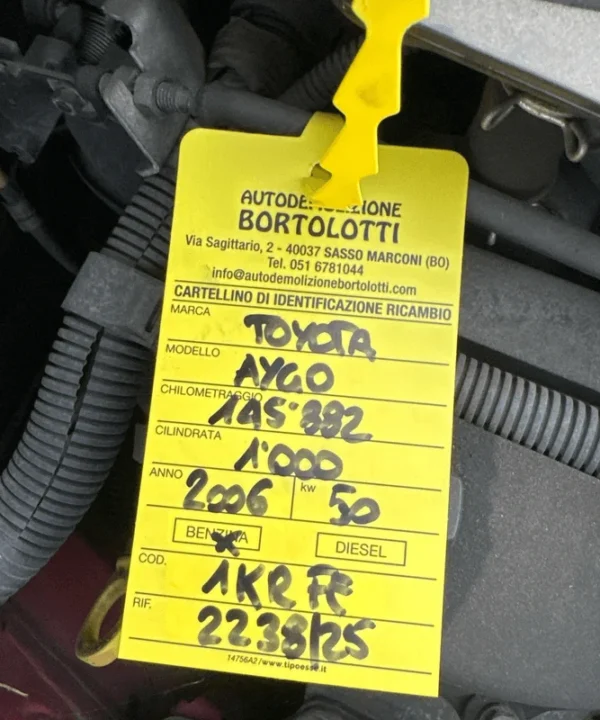 AUTODEMOLIZIONE
BORTOLOTTI
Via Sagittario, 2 - 40037 SASSO MARCONI (BO)
Tel. 051 6781044
info@autodemolizionebortolotti.com
CARTELLINO DI IDENTIFICAZIONE RICAMBIO
MARCA TOYOTA
MODELLO AYGO
CHILOMETRAGGIO 145'392
CILINDRATA 1'000
ANNO 2006 kw 50
BENZINA DIESEL
COD. 1KR FE
RIF. 2238/25
14756A2/www.tipoesse.it